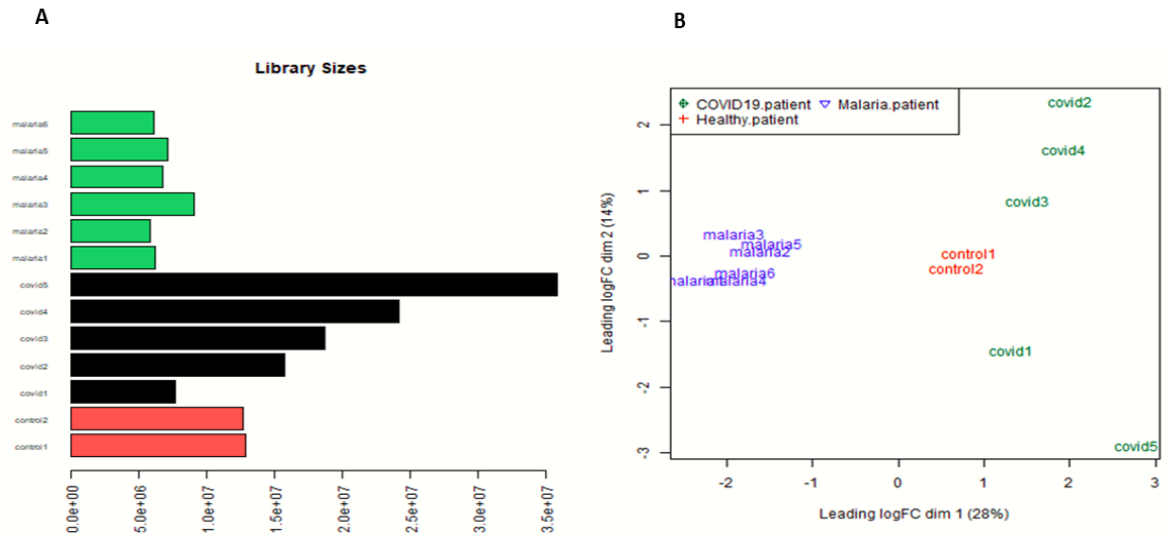 A
Library Sizes
malaria6
malaria5
malaria4
malaria3
malaria2
malaria1
covid5
covid4
covid3
covid2
covid1
control2
control1
0.0e+00
5.0e+06
1.0e+07
1.5e+07
2.0e+07
2.5e+07
3.0e+07
3.5e+07
B
COVID19.patient Malaria.patient
Healthy.patient
covid2
covid4
covid3
malaria3
malaria5
malaria2
control1
control2
malaria6
malaria4
covid1
covid5
Leading logFC dim 2 (14%)
2
1
0
-1
-2
-3
-2 -1 0 1 2 3
Leading logFC dim 1 (28%)